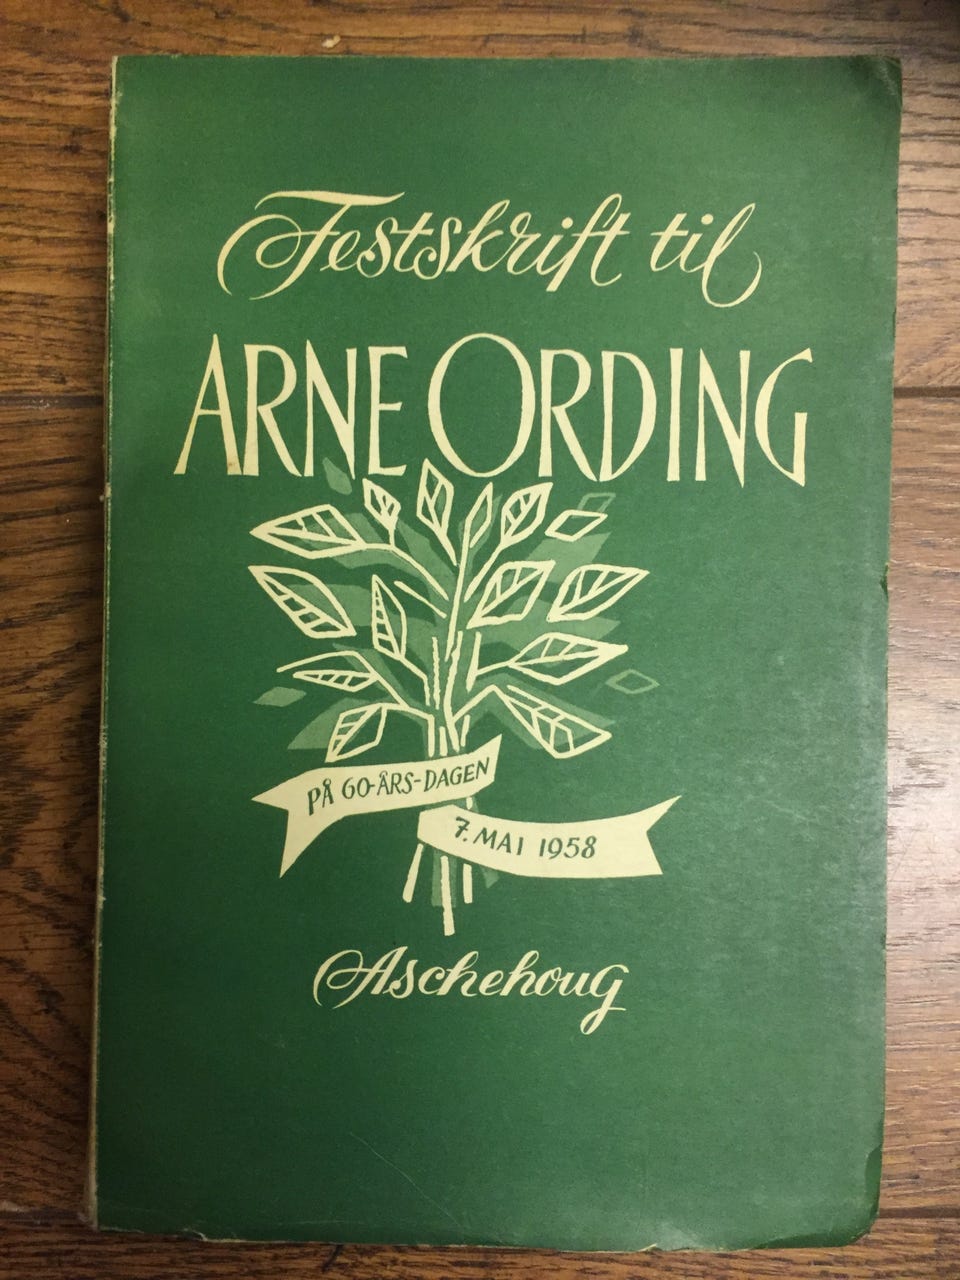 Festskrift til
ARNE ORDING
PÅ 60-ÅRS-DAGEN
7. MAI 1958
Aschehoug